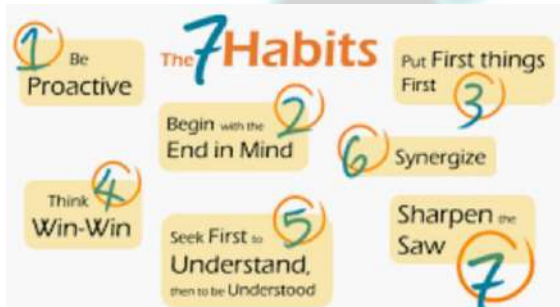 The 7 Habits
1 Be
Proactive
Begin with the 2
End in Mind
Put First things
First 3
Think 4
Win-Win
Seek First to 5
Understand,
then to be Understood
6 Synergize
Sharpen the
Saw 7